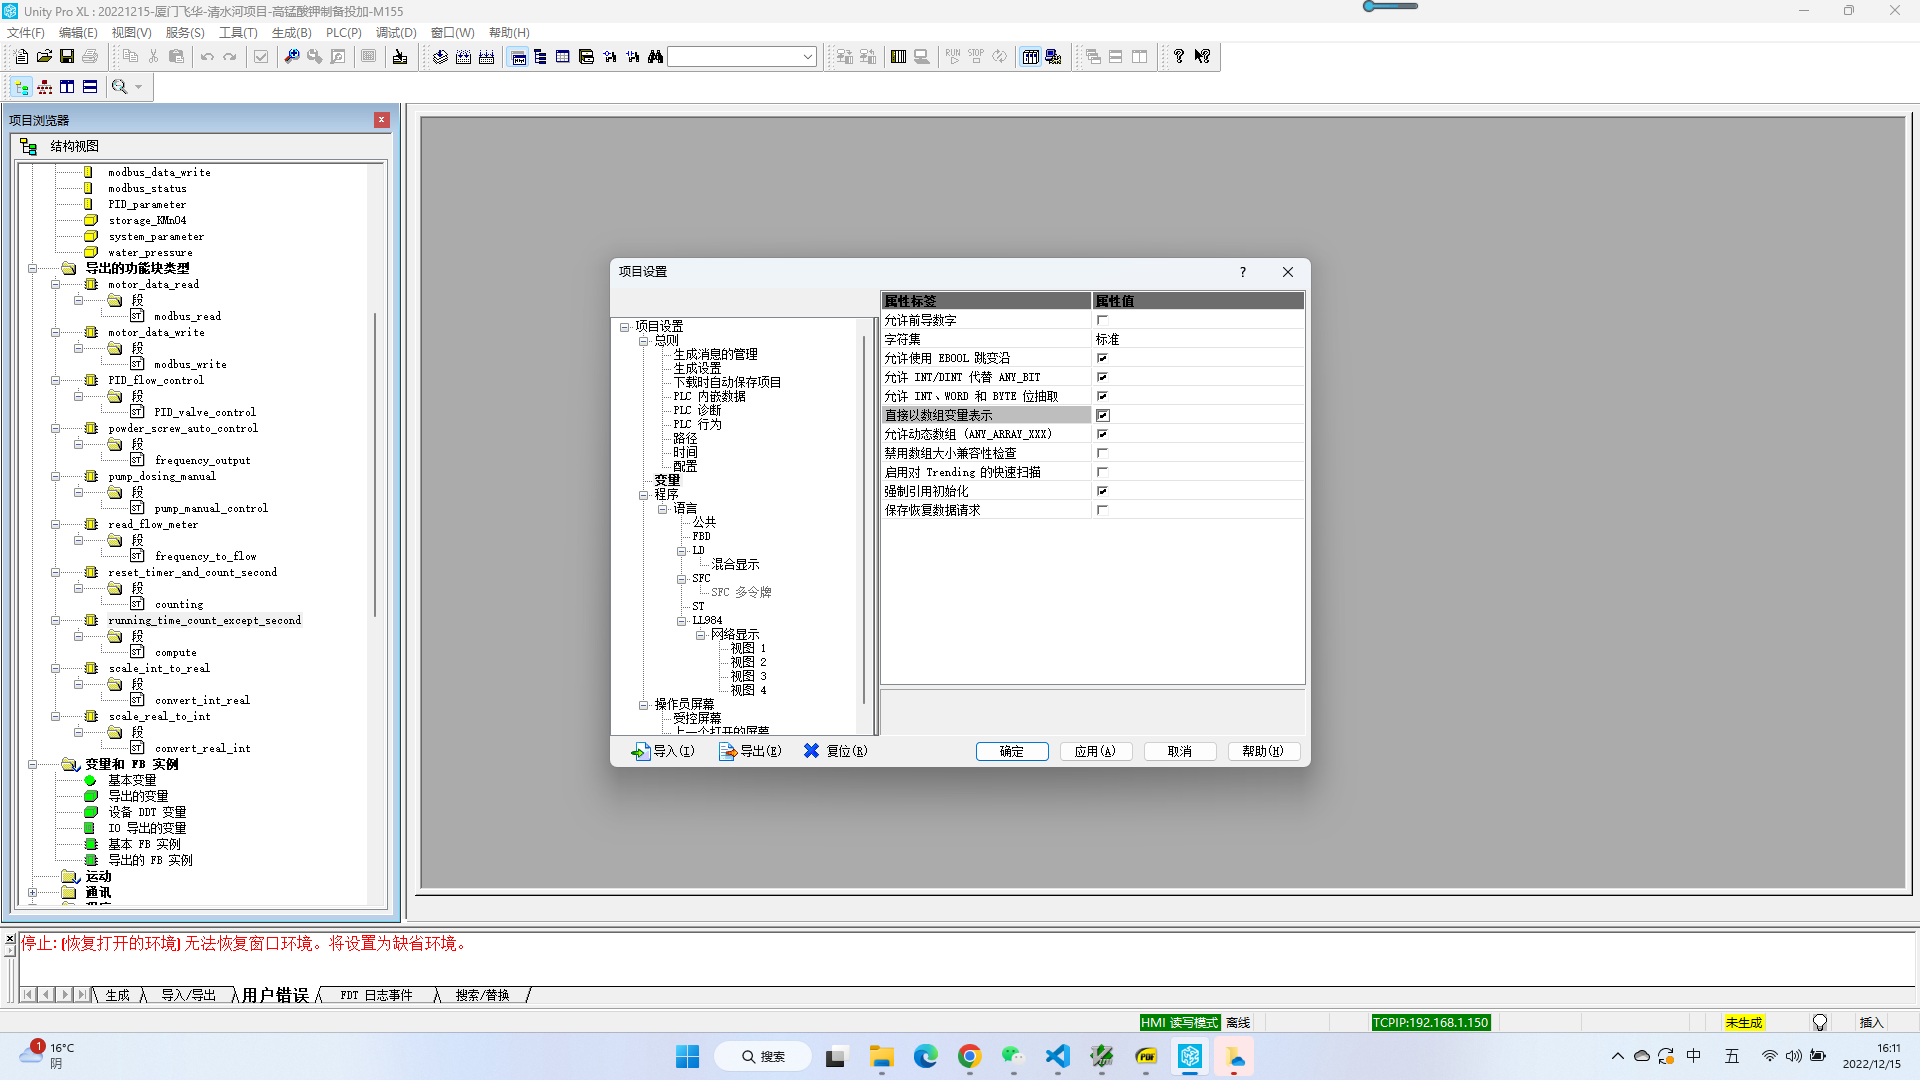 Unity Pro XL : 20221215-厦门飞华-清水河项目-高锰酸钾制备投加-M155
文件(F) 编辑(E) 视图(V) 服务(S) 工具(T) 生成(B) PLC(P) 调试(D) 窗口(W) 帮助(H)
RUN STOP
项目浏览器
结构视图
modbus_data_write
modbus_status
PID_parameter
storage_KMnO4
system_parameter
water_pressure
导出的功能块类型
motor_data_read
段
modbus_read
motor_data_write
段
modbus_write
PID_flow_control
段
PID_valve_control
powder_screw_auto_control
段
frequency_output
pump_dosing_manual
段
pump_manual_control
read_flow_meter
段
frequency_to_flow
reset_timer_and_count_second
段
counting
running_time_count_except_second
段
compute
scale_int_to_real
段
convert_int_real
scale_real_to_int
段
convert_real_int
变量和 FB 实例
基本变量
导出的变量
设备 DDT 变量
IO 导出的变量
基本 FB 实例
导出的 FB 实例
运动
通讯
项目设置
?
项目设置
总则
生成消息的管理
生成设置
下载时自动保存项目
PLC 内嵌数据
PLC 诊断
PLC 行为
路径
时间
配置
变量
程序
语言
公共
FBD
LD
混合显示
SFC
SFC 多令牌
ST
LL984
网络显示
视图 1
视图 2
视图 3
视图 4
操作员屏幕
受控屏幕
上一个打开的屏幕
属性标签 属性值
允许前导数字
字符集 标准
允许使用 EBOOL 跳变沿
允许 INT/DINT 代替 ANY_BIT
允许 INT、WORD 和 BYTE 位抽取
直接以数组变量表示
允许动态数组 (ANY_ARRAY_XXX)
禁用数组大小兼容性检查
启用对 Trending 的快速扫描
强制引用初始化
保存恢复数据请求
导入(I) 导出(E) 复位(R) 确定 应用(A) 取消 帮助(H)
停止: (恢复打开的环境) 无法恢复窗口环境。将设置为缺省环境。
生成 导入/导出 用户错误 FDT 日志事件 搜索/替换
HMI 读写模式 离线 TCPIP:192.168.1.150 未生成 插入
1 16°C
阴
搜索
中 五
16:11
2022/12/15